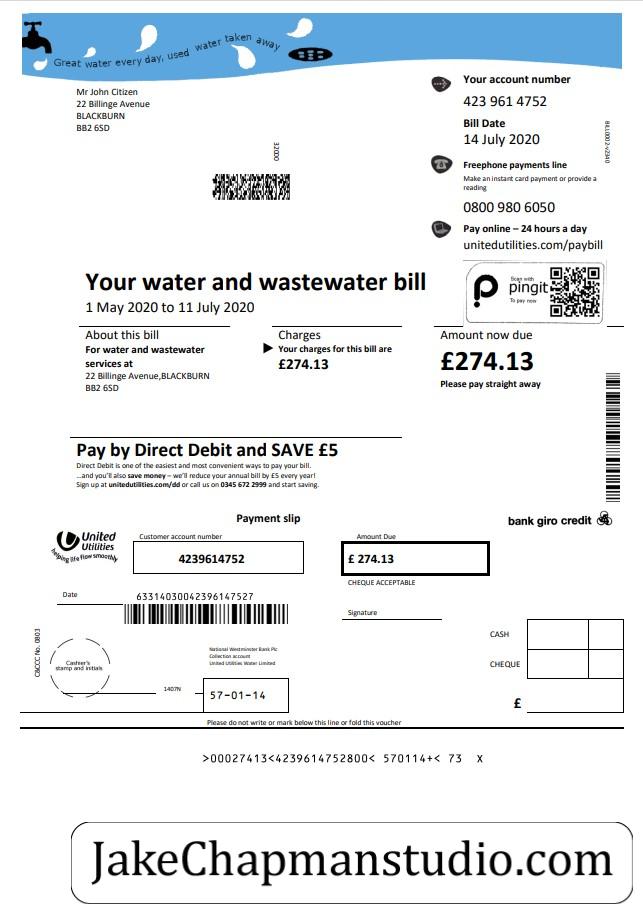 Great water every day, used water taken away
Mr John Citizen
22 Billinge Avenue
BLACKBURN
BB2 6SD
32000
Your account number
423 961 4752
Bill Date
14 July 2020
Freephone payments line
Make an instant card payment or provide a
reading
0800 980 6050
Pay online – 24 hours a day
unitedutilities.com/paybill
Scan with
pingit
To pay now
Your water and wastewater bill
1 May 2020 to 11 July 2020
About this bill
For water and wastewater
services at
22 Billinge Avenue,BLACKBURN
BB2 6SD
Charges
Your charges for this bill are
£274.13
Amount now due
£274.13
Please pay straight away
Pay by Direct Debit and SAVE £5
Direct Debit is one of the easiest and most convenient ways to pay your bill.
...and you'll also save money – we'll reduce your annual bill by £5 every year!
Sign up at unitedutilities.com/dd or call us on 0345 672 2999 and start saving.
Payment slip
bank giro credit
United
Utilities
helping life flow smoothly
Customer account number
4239614752
Amount Due
£ 274.13
CHEQUE ACCEPTABLE
Date
63314030042396147527
Signature
CASH
CHEQUE
£
C&CCC No. 0803
Cashier's
stamp and initials
1407N
National Westminster Bank Plc
Collection account
United Utilities Water Limited
57-01-14
Please do not write or mark below this line or fold this voucher
>00027413<4239614752800< 570114+< 73 X
JakeChapmanstudio.com